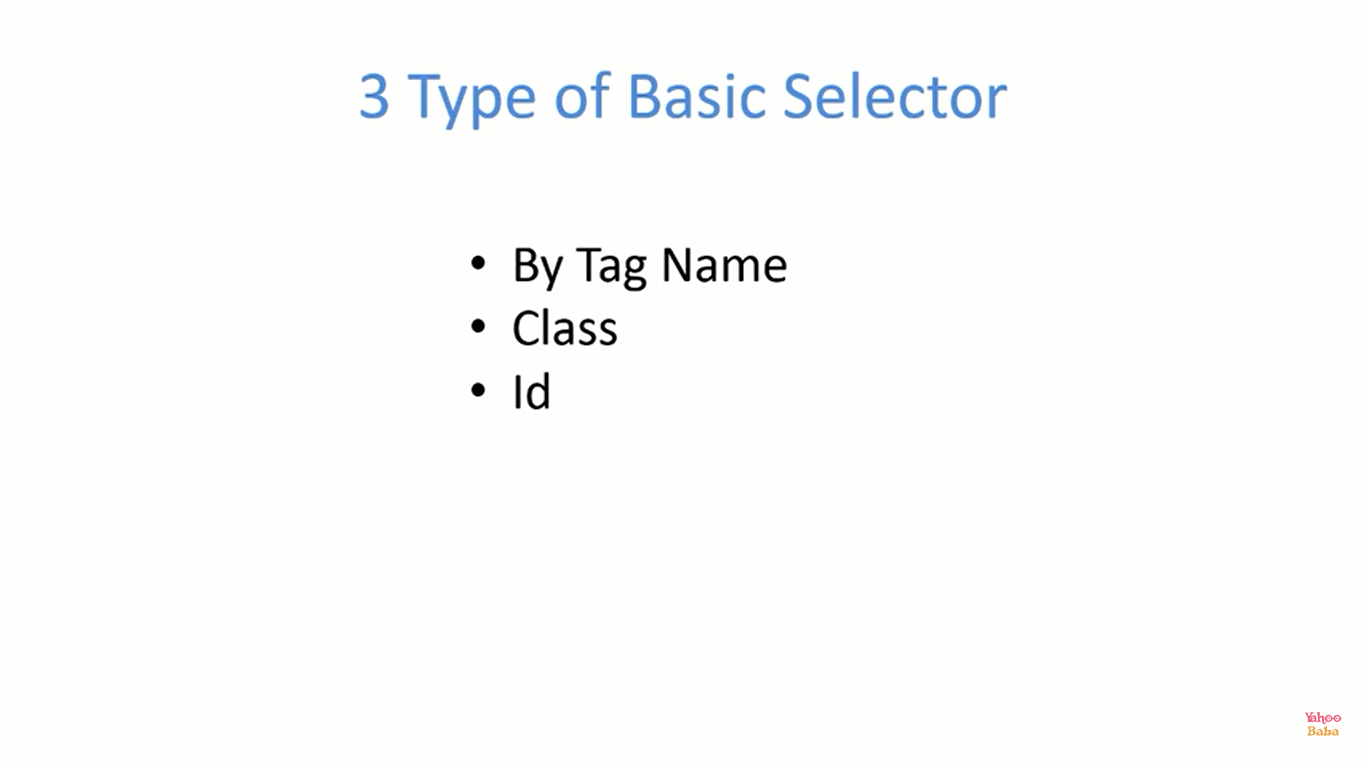 3 Type of Basic Selector
• By Tag Name
• Class
• Id
Yahoo
Baba